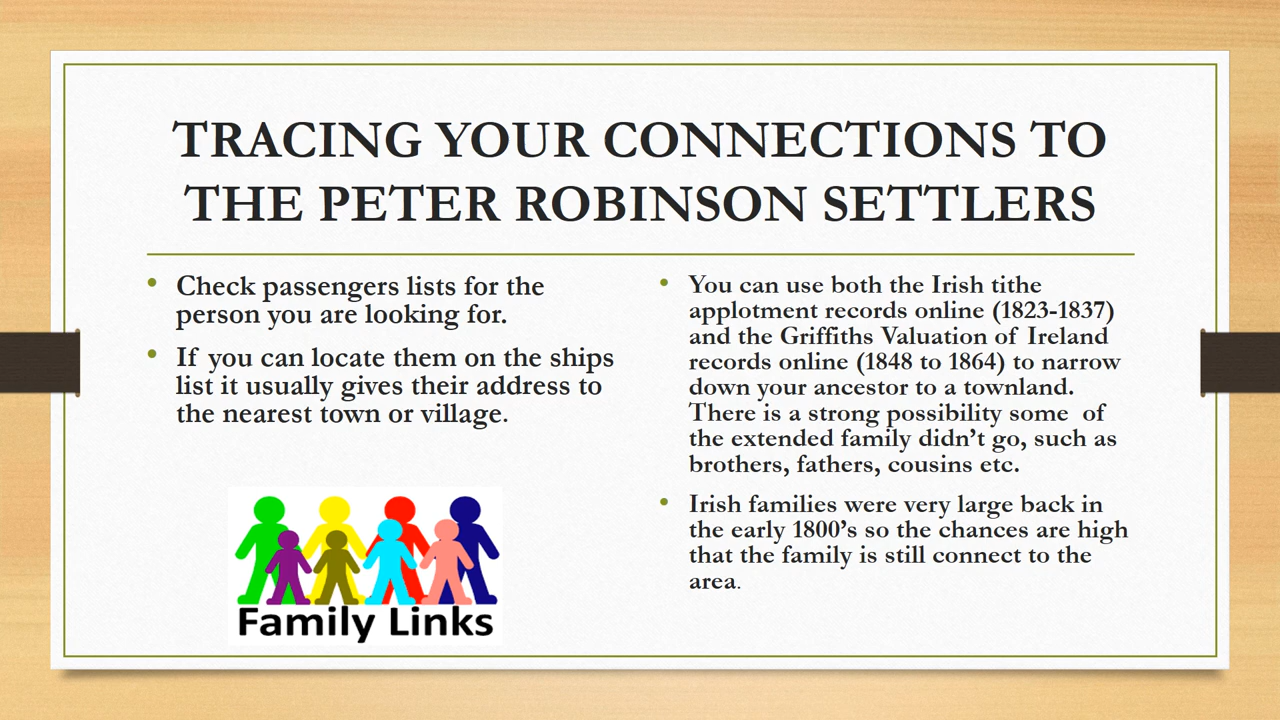 TRACING YOUR CONNECTIONS TO
THE PETER ROBINSON SETTLERS
• Check passengers lists for the
person you are looking for.
• If you can locate them on the ships
list it usually gives their address to
the nearest town or village.
Family Links
• You can use both the Irish tithe
applotment records online (1823-1837)
and the Griffiths Valuation of Ireland
records online (1848 to 1864) to narrow
down your ancestor to a townland.
There is a strong possibility some of
the extended family didn’t go, such as
brothers, fathers, cousins etc.
• Irish families were very large back in
the early 1800’s so the chances are high
that the family is still connect to the
area.